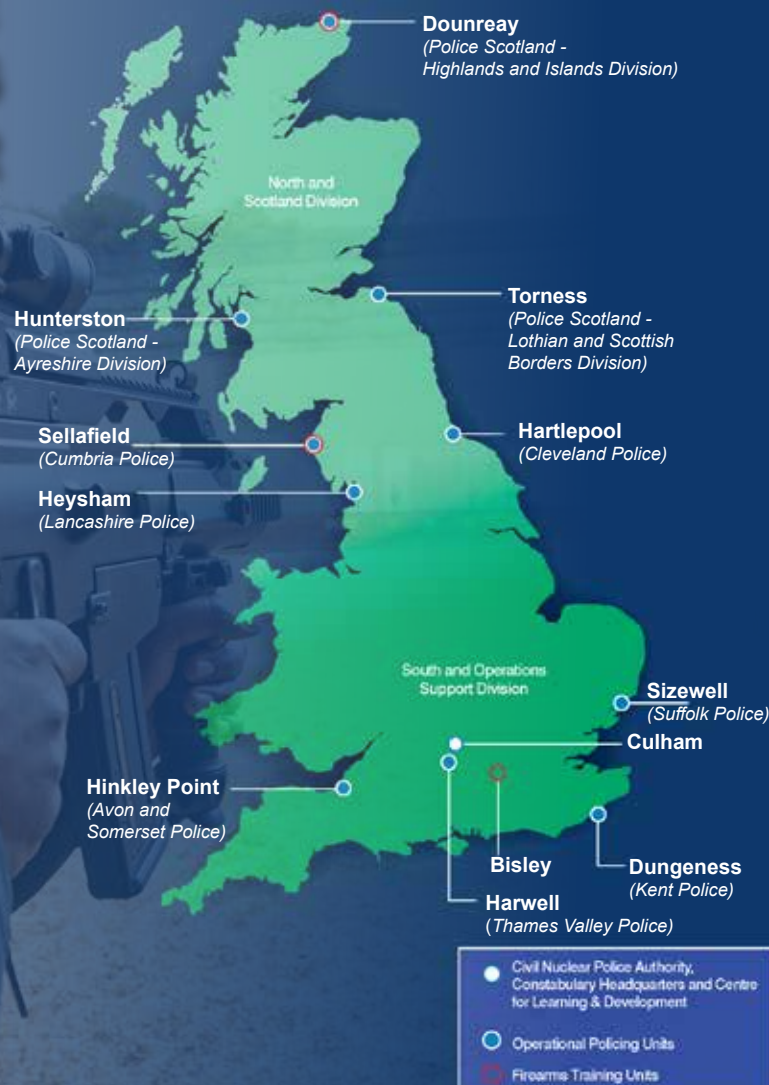 Dounreay
(Police Scotland -
Highlands and Islands Division)
North and
Scotland Division
Hunterston
(Police Scotland -
Ayreshire Division)
Torness
(Police Scotland -
Lothian and Scottish
Borders Division)
Sellafield
(Cumbria Police)
Hartlepool
(Cleveland Police)
Heysham
(Lancashire Police)
South and Operations
Support Division
Sizewell
(Suffolk Police)
Culham
Hinkley Point
(Avon and
Somerset Police)
Bisley
Dungeness
(Kent Police)
Harwell
(Thames Valley Police)
Civil Nuclear Police Authority,
Constabulary Headquarters and Centre
for Learning & Development
Operational Policing Units
Firearms Training Units